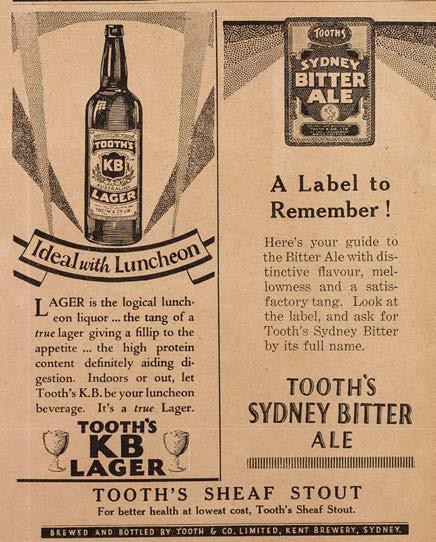 TOOTH'S
KB
AUSTRALIAN
LAGER
TOOTH & CO LTD
Ideal with Luncheon
LAGER is the logical lunch-
eon liquor ... the tang of a
true lager giving a fillip to the
appetite ... the high protein
content definitely aiding di-
gestion. Indoors or out, let
Tooth's K.B. be your luncheon
beverage. It's a true Lager.
TOOTH'S
KB
LAGER
TOOTHS
SYDNEY
BITTER
ALE
TOOTH & CO. LTD
A Label to
Remember !
Here's your guide to
the Bitter Ale with dis-
tinctive flavour, mel-
lowness and a satis-
factory tang. Look at
the label, and ask for
Tooth's Sydney Bitter
by its full name.
TOOTH'S
SYDNEY BITTER
ALE
TOOTH'S SHEAF STOUT
For better health at lowest cost, Tooth's Sheaf Stout.
BREWED AND BOTTLED BY TOOTH & CO. LIMITED, KENT BREWERY, SYDNEY.